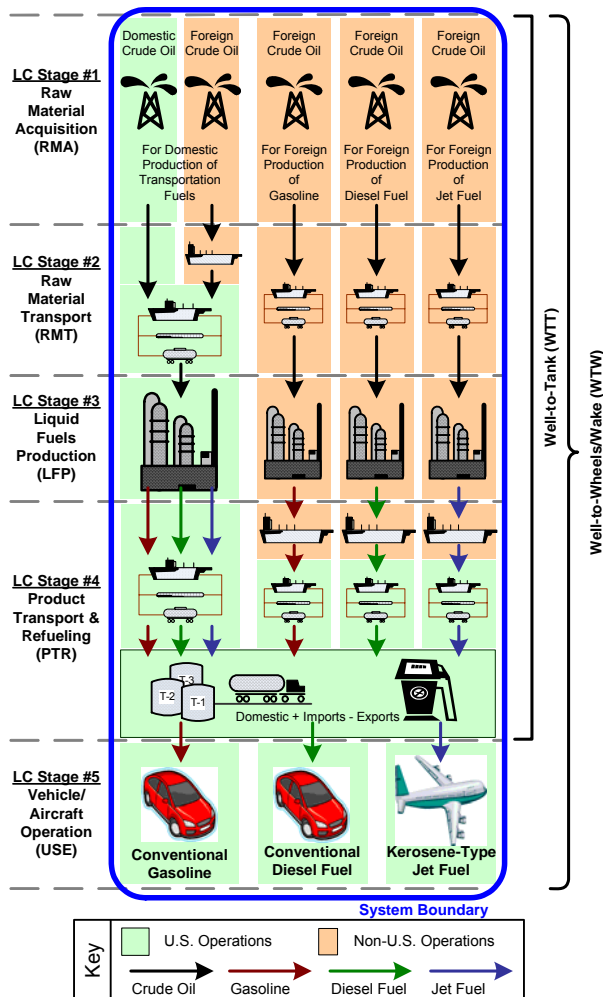 Domestic
Crude Oil
Foreign
Crude Oil
Foreign
Crude Oil
Foreign
Crude Oil
Foreign
Crude Oil
LC Stage #1
Raw
Material
Acquisition
(RMA)
For Domestic
Production of
Transportation
Fuels
For Foreign
Production
of
Gasoline
For Foreign
Production
of
Diesel Fuel
For Foreign
Production
of
Jet Fuel
LC Stage #2
Raw
Material
Transport
(RMT)
LC Stage #3
Liquid
Fuels
Production
(LFP)
LC Stage #4
Product
Transport &
Refueling
(PTR)
T-3
T-2
T-1
Domestic + Imports - Exports
LC Stage #5
Vehicle/
Aircraft
Operation
(USE)
Conventional
Gasoline
Conventional
Diesel Fuel
Kerosene-Type
Jet Fuel
Well-to-Tank (WTT)
Well-to-Wheels/Wake (WTW)
System Boundary
Key
U.S. Operations
Non-U.S. Operations
Crude Oil
Gasoline
Diesel Fuel
Jet Fuel